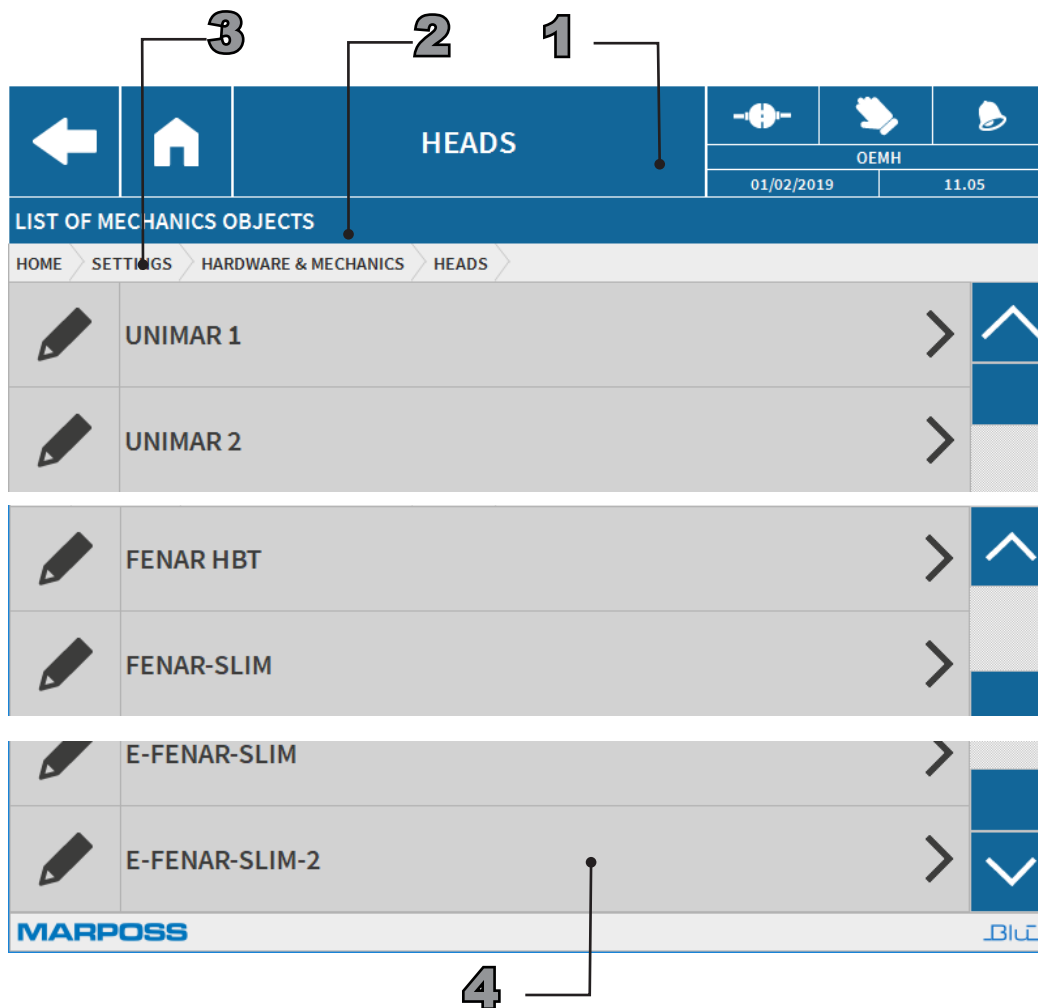 3 2 1
HEADS
OEMH
01/02/2019 11.05
LIST OF MECHANICS OBJECTS
HOME SETTINGS HARDWARE & MECHANICS HEADS
UNIMAR 1
UNIMAR 2
FENAR HBT
FENAR-SLIM
E-FENAR-SLIM
E-FENAR-SLIM-2
MARPOSS Blú
4